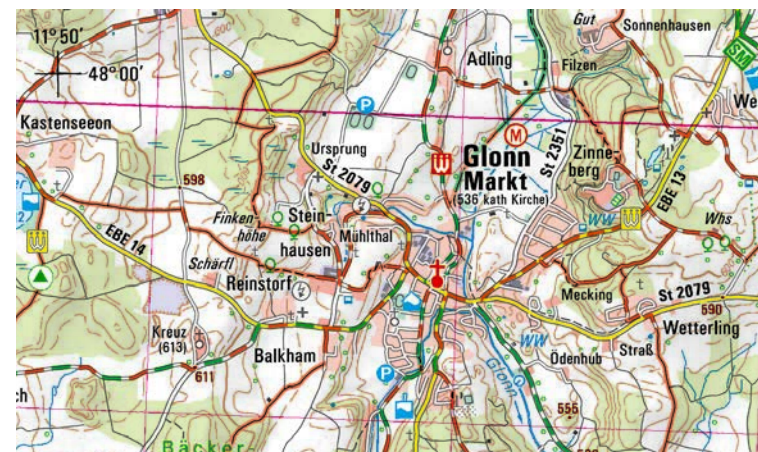 11°50'
48°00'
Gut
Sonnenhausen
Adling
Filzen
SM
P
Kastenseeon
We
M
Ursprung
St 2079
W
Glonn
Markt
(536 kath Kirche)
St 2351
Zinne-
berg
EBE 13
598
Finken-
höhe
Stein-
hausen
Mühlthal
WW
W
Whs
EBE 14
W
Schärfl
Reinstorf
Mecking
St 2079
590
Kreuz
(613)
Wetterling
Balkham
WW
Ödenhub
Straß
611
P
Glonn
ch
555
Bäcker-